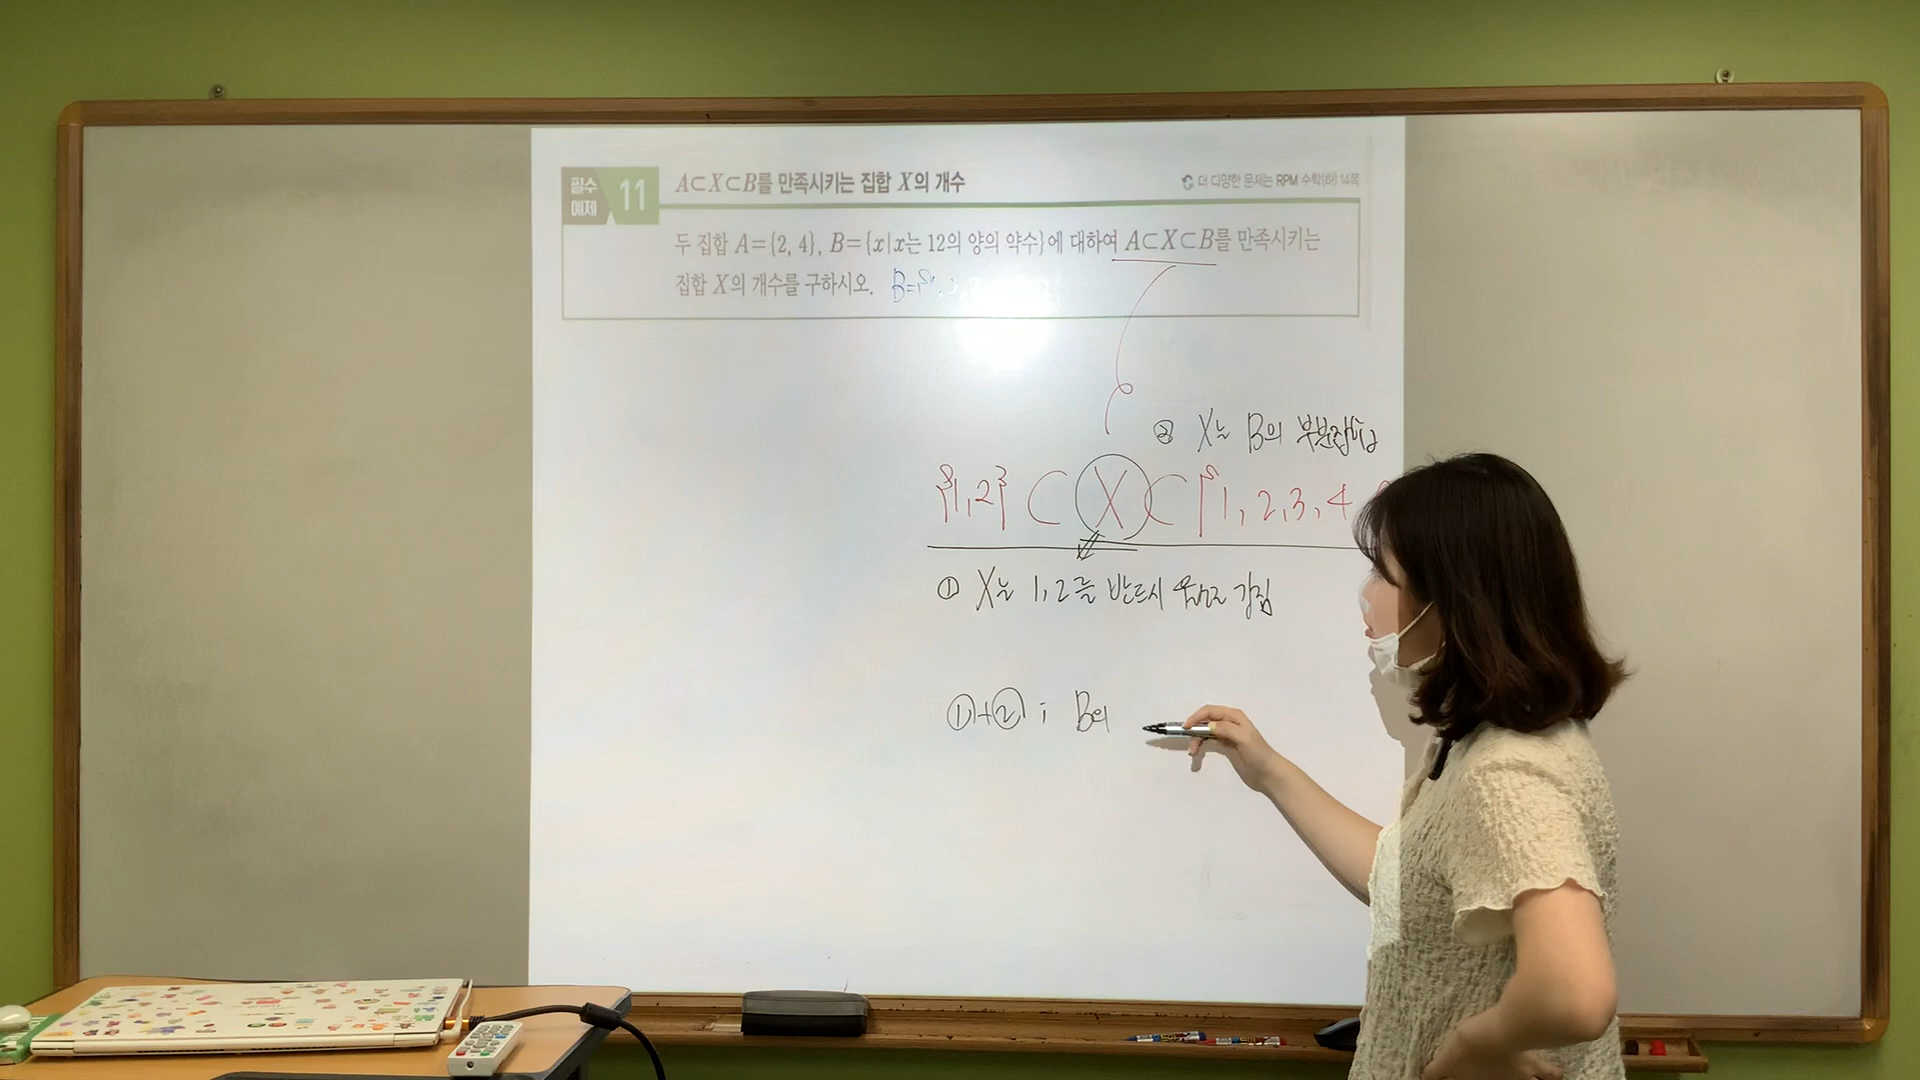 필수 예제 11 A⊂X⊂B를 만족시키는 집합 X의 개수 더 다양한 문제는 RPM 수학(하) 14쪽
두 집합 A={2, 4}, B={x|x는 12의 양의 약수}에 대하여 A⊂X⊂B를 만족시키는
집합 X의 개수를 구하시오. B={
② X는 B의 부분집합
{1,2} ⊂ X ⊂ {1, 2, 3, 4
① X는 1, 2를 반드시 원소로 가짐
①+② ; B의